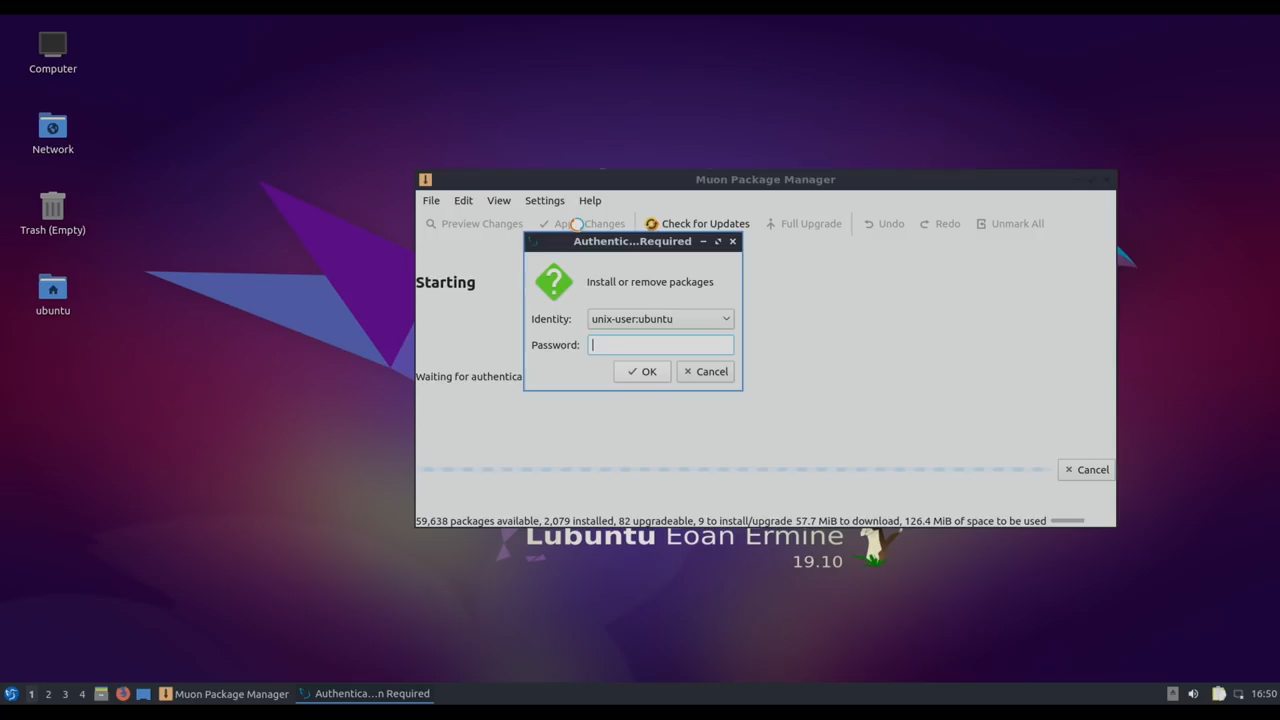 Computer
Network
Trash (Empty)
ubuntu
Muon Package Manager
File Edit View Settings Help
Preview Changes Changes Check for Updates Full Upgrade Undo Redo Unmark All
Authentic...Required
Starting
Install or remove packages
Identity: unix-user:ubuntu
Password:
OK Cancel
Waiting for authentica
Cancel
59,638 packages available, 2,079 installed, 82 upgradeable, 9 to install/upgrade 57.7 MiB to download, 126.4 MiB of space to be used
Lubuntu Eoan Ermine
19.10
1 2 3 4 Muon Package Manager Authentica...n Required 16:50